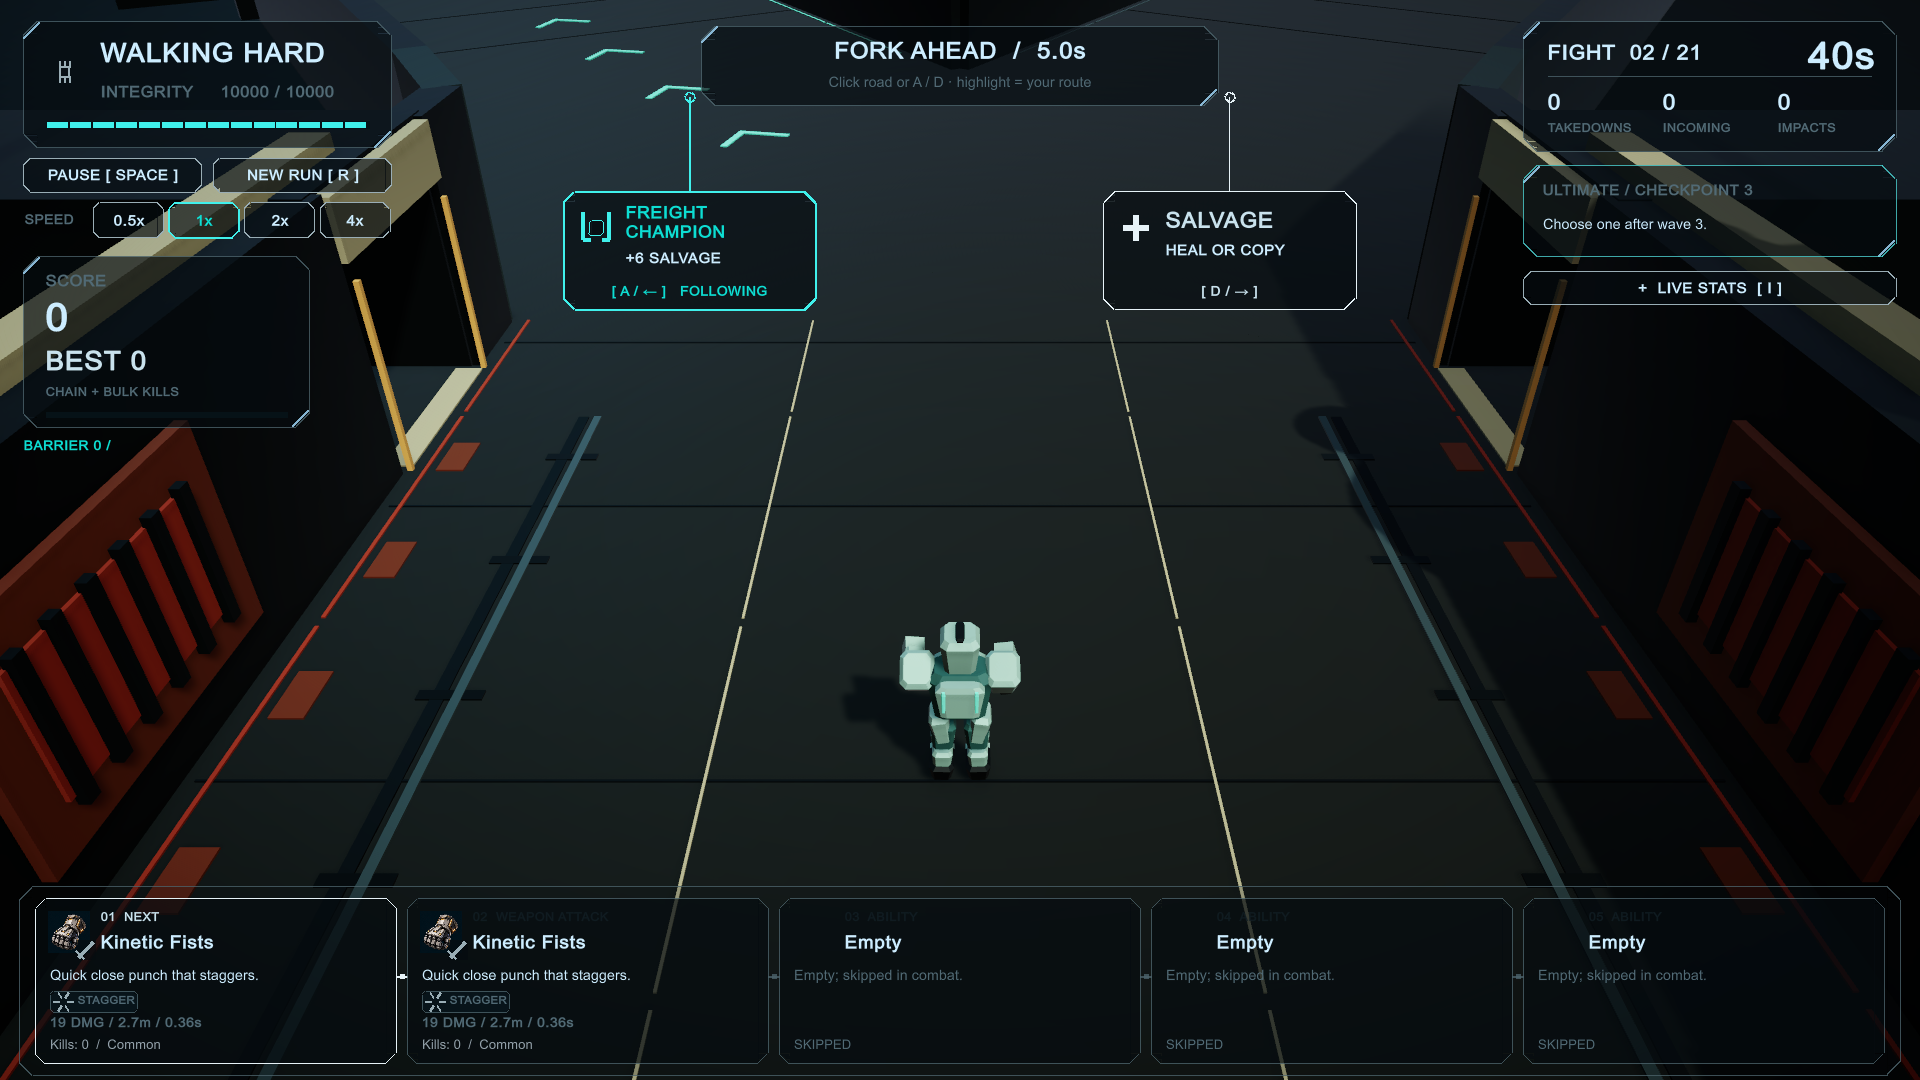 WALKING HARD
INTEGRITY 10000 / 10000
PAUSE [ SPACE ]
NEW RUN [ R ]
SPEED 0.5x 1x 2x 4x
SCORE
0
BEST 0
CHAIN + BULK KILLS
BARRIER 0 /
FORK AHEAD / 5.0s
Click road or A / D · highlight = your route
FREIGHT
CHAMPION
+6 SALVAGE
[ A / ← ] FOLLOWING
SALVAGE
HEAL OR COPY
[ D / → ]
FIGHT 02 / 21 40s
0 0 0
TAKEDOWNS INCOMING IMPACTS
ULTIMATE / CHECKPOINT 3
Choose one after wave 3.
+ LIVE STATS [ I ]
01 NEXT
Kinetic Fists
Quick close punch that staggers.
STAGGER
19 DMG / 2.7m / 0.36s
Kills: 0 / Common
02 WEAPON ATTACK
Kinetic Fists
Quick close punch that staggers.
STAGGER
19 DMG / 2.7m / 0.36s
Kills: 0 / Common
03 ABILITY
Empty
Empty; skipped in combat.
SKIPPED
04 ABILITY
Empty
Empty; skipped in combat.
SKIPPED
05 ABILITY
Empty
Empty; skipped in combat.
SKIPPED